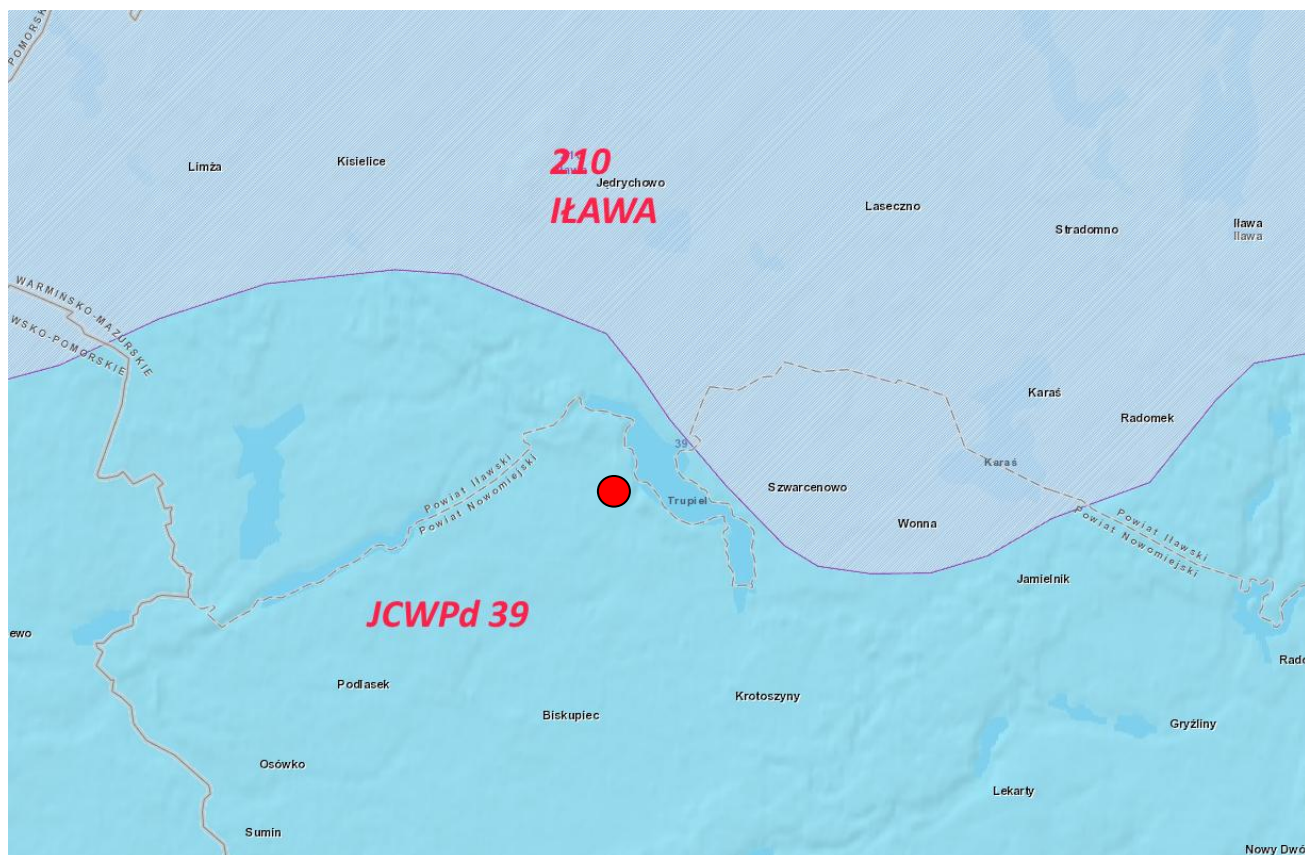 POMORSK
Limża
Kisielice
210
IŁAWA
Jędrychowo
Laseczno
Stradomno
Iława
Iława
WARMIŃSKO-MAZURSKIE
WSKO-POMORSKIE
Karaś
Radomek
39
Karaś
Powiat Iławski
Powiat Nowomiejski
Szwarcenowo
Trupiel
Wonna
Powiat Iławski
Powiat Nowomiejski
Jamielnik
JCWPd 39
ewo
Rado
Podlasek
Krotoszyny
Biskupiec
Gryźliny
Osówko
Lekarty
Sumin
Nowy Dwó